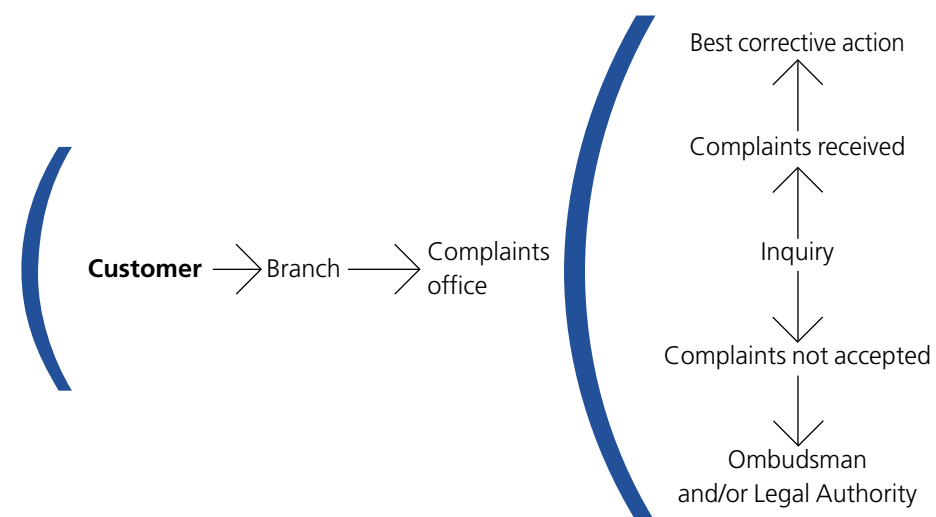 Customer
Branch
Complaints
office
Best corrective action
Complaints received
Inquiry
Complaints not accepted
Ombudsman
and/or Legal Authority